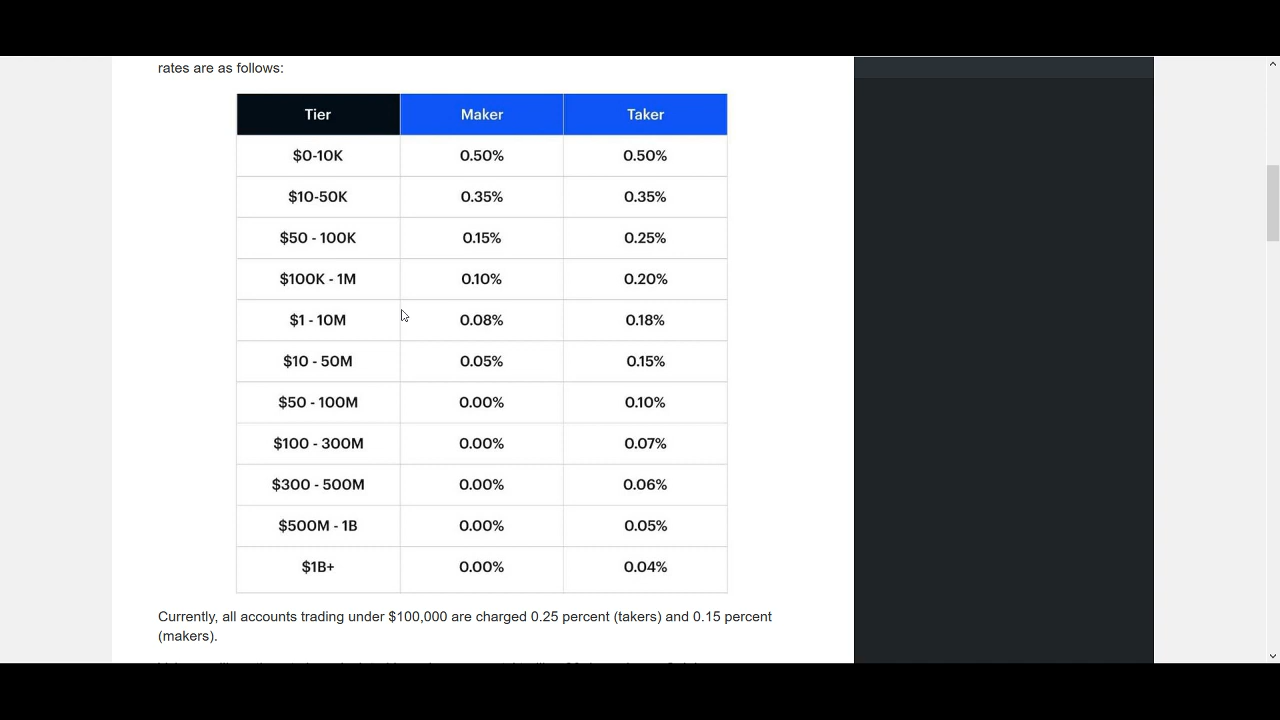 rates are as follows:
Tier Maker Taker
$0-10K 0.50% 0.50%
$10-50K 0.35% 0.35%
$50 - 100K 0.15% 0.25%
$100K - 1M 0.10% 0.20%
$1 - 10M 0.08% 0.18%
$10 - 50M 0.05% 0.15%
$50 - 100M 0.00% 0.10%
$100 - 300M 0.00% 0.07%
$300 - 500M 0.00% 0.06%
$500M - 1B 0.00% 0.05%
$1B+ 0.00% 0.04%
Currently, all accounts trading under $100,000 are charged 0.25 percent (takers) and 0.15 percent
(makers).